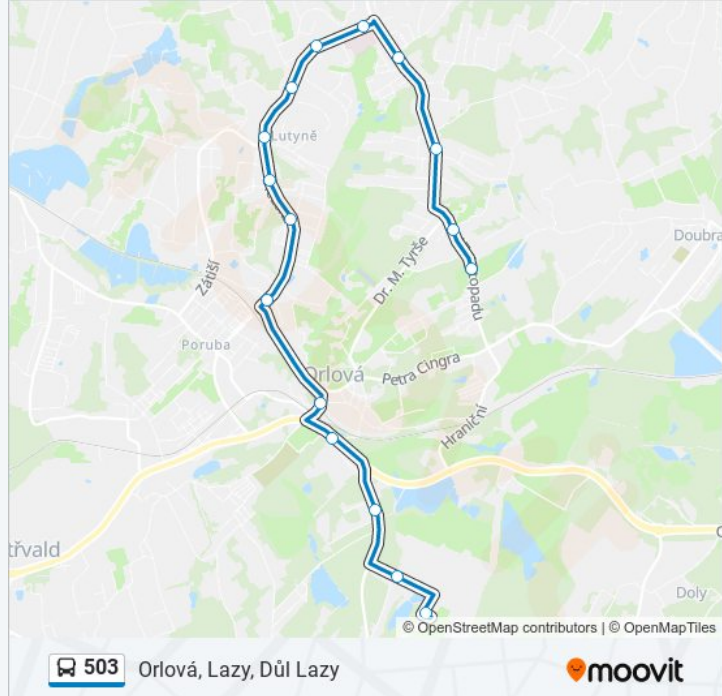 Lutyně
Doubra
Dr. M. Tyrše
Zátiší
opadu
Poruba
Orlová
Petra Cingra
Hraniční
třvald
Doly
© OpenStreetMap contributors | © OpenMapTiles
503 Orlová, Lazy, Důl Lazy
moovit